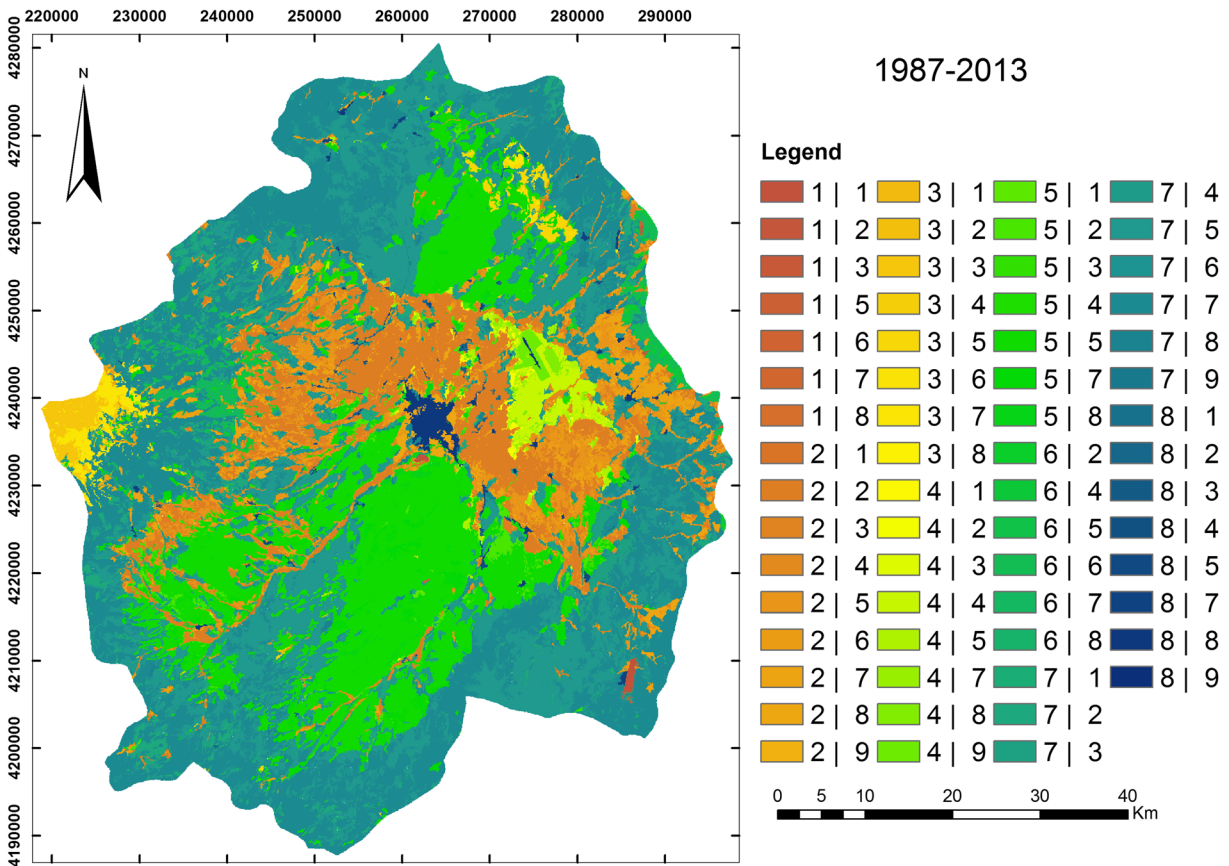 220000 230000 240000 250000 260000 270000 280000 290000
4280000
4270000
4260000
4250000
4240000
4230000
4220000
4210000
4200000
4190000
N
1987-2013
Legend
1 | 1 3 | 1 5 | 1 7 | 4
1 | 2 3 | 2 5 | 2 7 | 5
1 | 3 3 | 3 5 | 3 7 | 6
1 | 5 3 | 4 5 | 4 7 | 7
1 | 6 3 | 5 5 | 5 7 | 8
1 | 7 3 | 6 5 | 7 7 | 9
1 | 8 3 | 7 5 | 8 8 | 1
2 | 1 3 | 8 6 | 2 8 | 2
2 | 2 4 | 1 6 | 4 8 | 3
2 | 3 4 | 2 6 | 5 8 | 4
2 | 4 4 | 3 6 | 6 8 | 5
2 | 5 4 | 4 6 | 7 8 | 7
2 | 6 4 | 5 6 | 8 8 | 8
2 | 7 4 | 7 7 | 1 8 | 9
2 | 8 4 | 8 7 | 2
2 | 9 4 | 9 7 | 3
0 5 10 20 30 40
Km